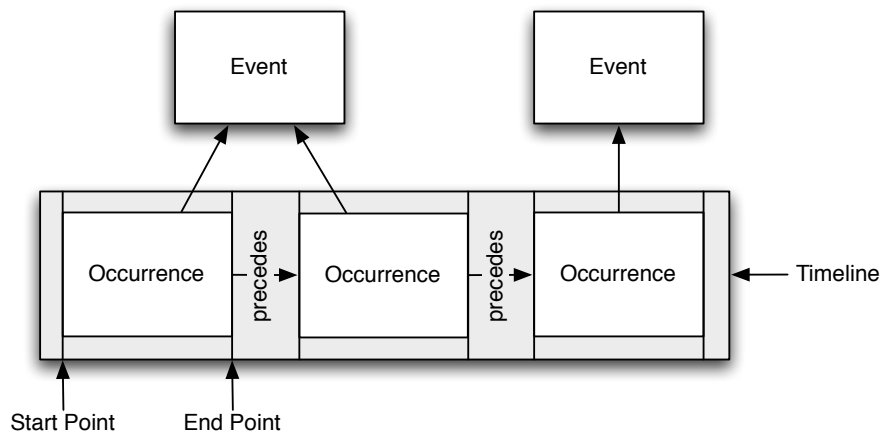 Event
Event
Occurrence
precedes
Occurrence
precedes
Occurrence
Timeline
Start Point
End Point